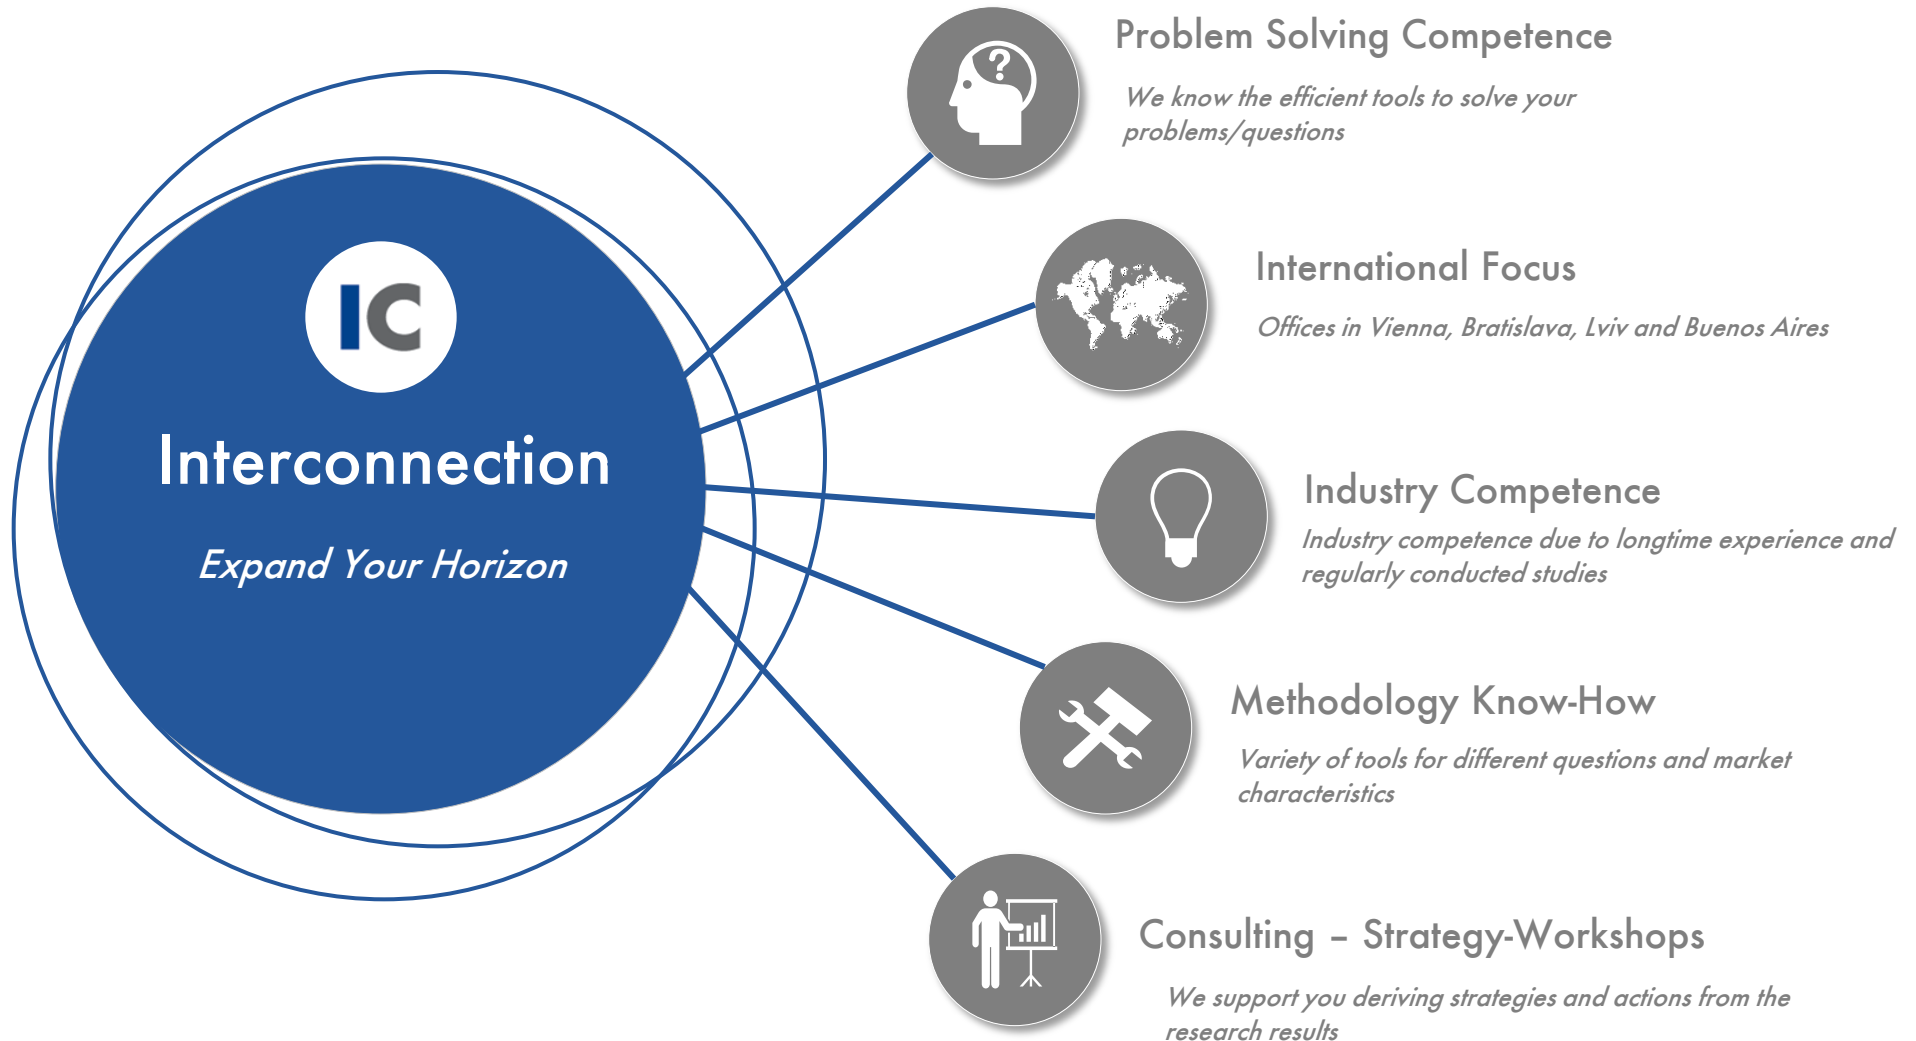 IC
Interconnection
Expand Your Horizon
?
Problem Solving Competence
We know the efficient tools to solve your
problems/questions
International Focus
Offices in Vienna, Bratislava, Lviv and Buenos Aires
Industry Competence
Industry competence due to longtime experience and
regularly conducted studies
Methodology Know-How
Variety of tools for different questions and market
characteristics
Consulting – Strategy-Workshops
We support you deriving strategies and actions from the
research results